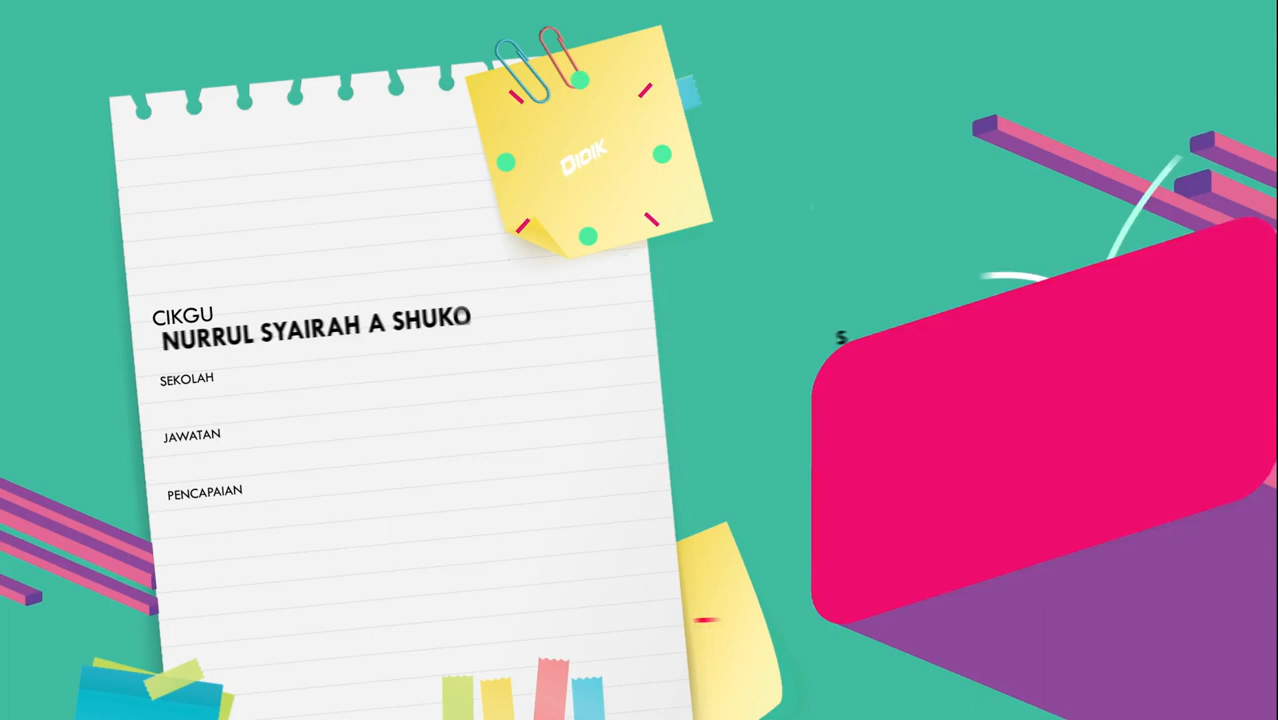 DIDIK
CIKGU
NURRUL SYAIRAH A SHUKO
SEKOLAH
JAWATAN
PENCAPAIAN
S